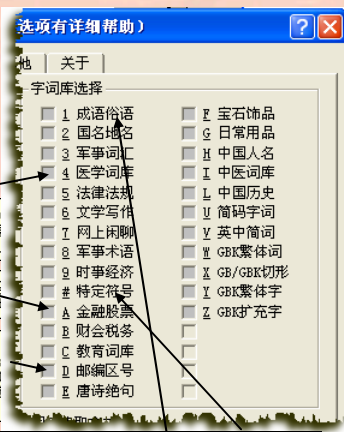 选项有详细帮助）
他 关于
字词库选择
1 成语俗语
2 国名地名
3 军事词汇
4 医学词库
5 法律法规
6 文学写作
7 网上闲聊
8 军事术语
9 时事经济
# 特定符号
A 金融股票
B 财会税务
C 教育词库
D 邮编区号
E 唐诗绝句
F 宝石饰品
G 日常用品
H 中国人名
I 中医词库
L 中国历史
U 简码字词
V 英中简词
W GBK繁体词
X GB/GBK切形
Y GBK繁体字
Z GBK扩充字